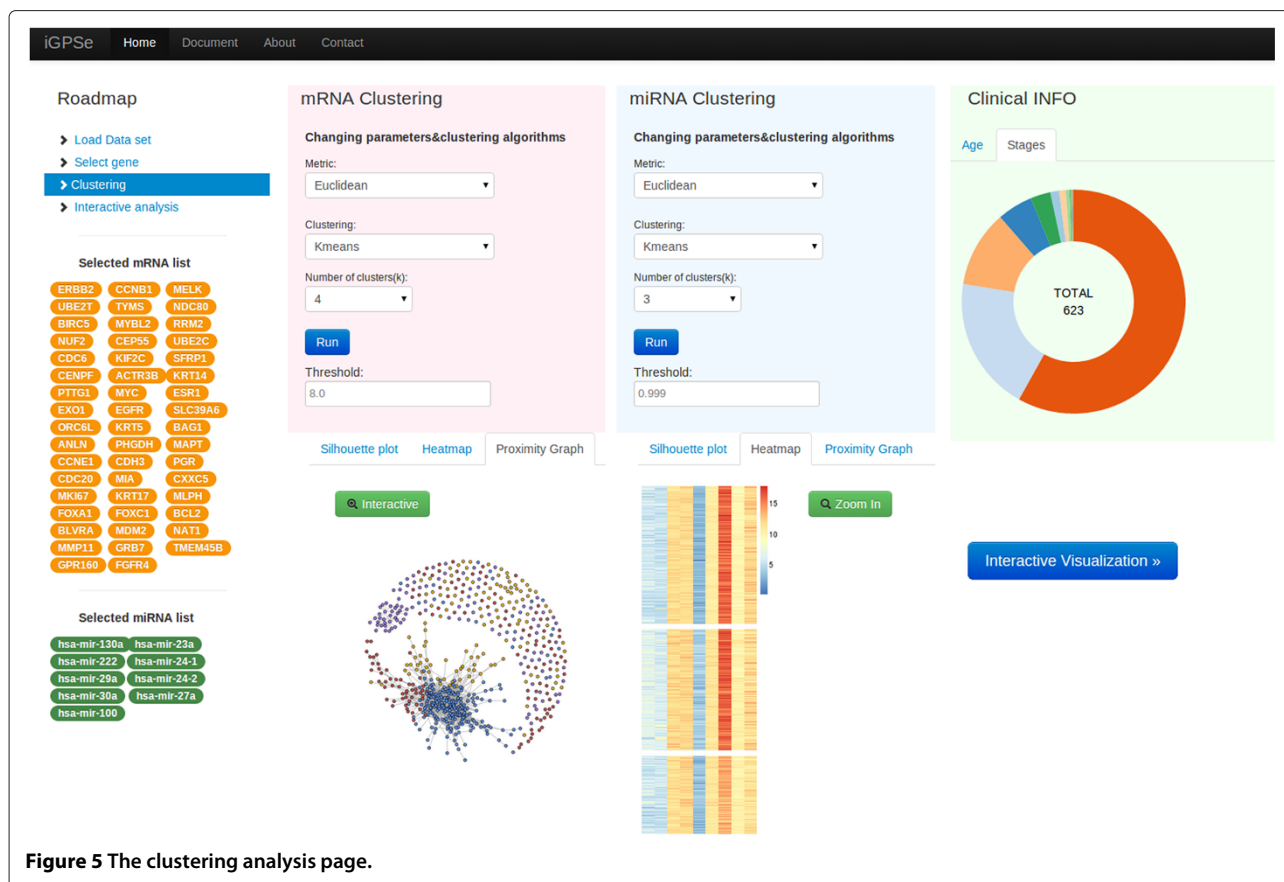 iGPSe Home Document About Contact
Roadmap
Load Data set
Select gene
Clustering
Interactive analysis
Selected mRNA list
ERBB2 CCNB1 MELK
UBE2T TYMS NDC80
BIRC5 MYBL2 RRM2
NUF2 CEP55 UBE2C
CDC6 KIF2C SFRP1
CENPF ACTR3B KRT14
PTTG1 MYC ESR1
EXO1 EGFR SLC39A6
ORC6L KRT5 BAG1
ANLN PHGDH MAPT
CCNE1 CDH3 PGR
CDC20 MIA CXXC5
MKI67 KRT17 MLPH
FOXA1 FOXC1 BCL2
BLVRA MDM2 NAT1
MMP11 GRB7 TMEM45B
GPR160 FGFR4
Selected miRNA list
hsa-mir-130a hsa-mir-23a
hsa-mir-222 hsa-mir-24-1
hsa-mir-29a hsa-mir-24-2
hsa-mir-30a hsa-mir-27a
hsa-mir-100
mRNA Clustering
Changing parameters&clustering algorithms
Metric:
Euclidean
Clustering:
Kmeans
Number of clusters(k):
4
Run
Threshold:
8.0
Silhouette plot Heatmap Proximity Graph
Interactive
miRNA Clustering
Changing parameters&clustering algorithms
Metric:
Euclidean
Clustering:
Kmeans
Number of clusters(k):
3
Run
Threshold:
0.999
Silhouette plot Heatmap Proximity Graph
Zoom In
15
10
5
Clinical INFO
Age Stages
TOTAL
623
Interactive Visualization »
Figure 5 The clustering analysis page.